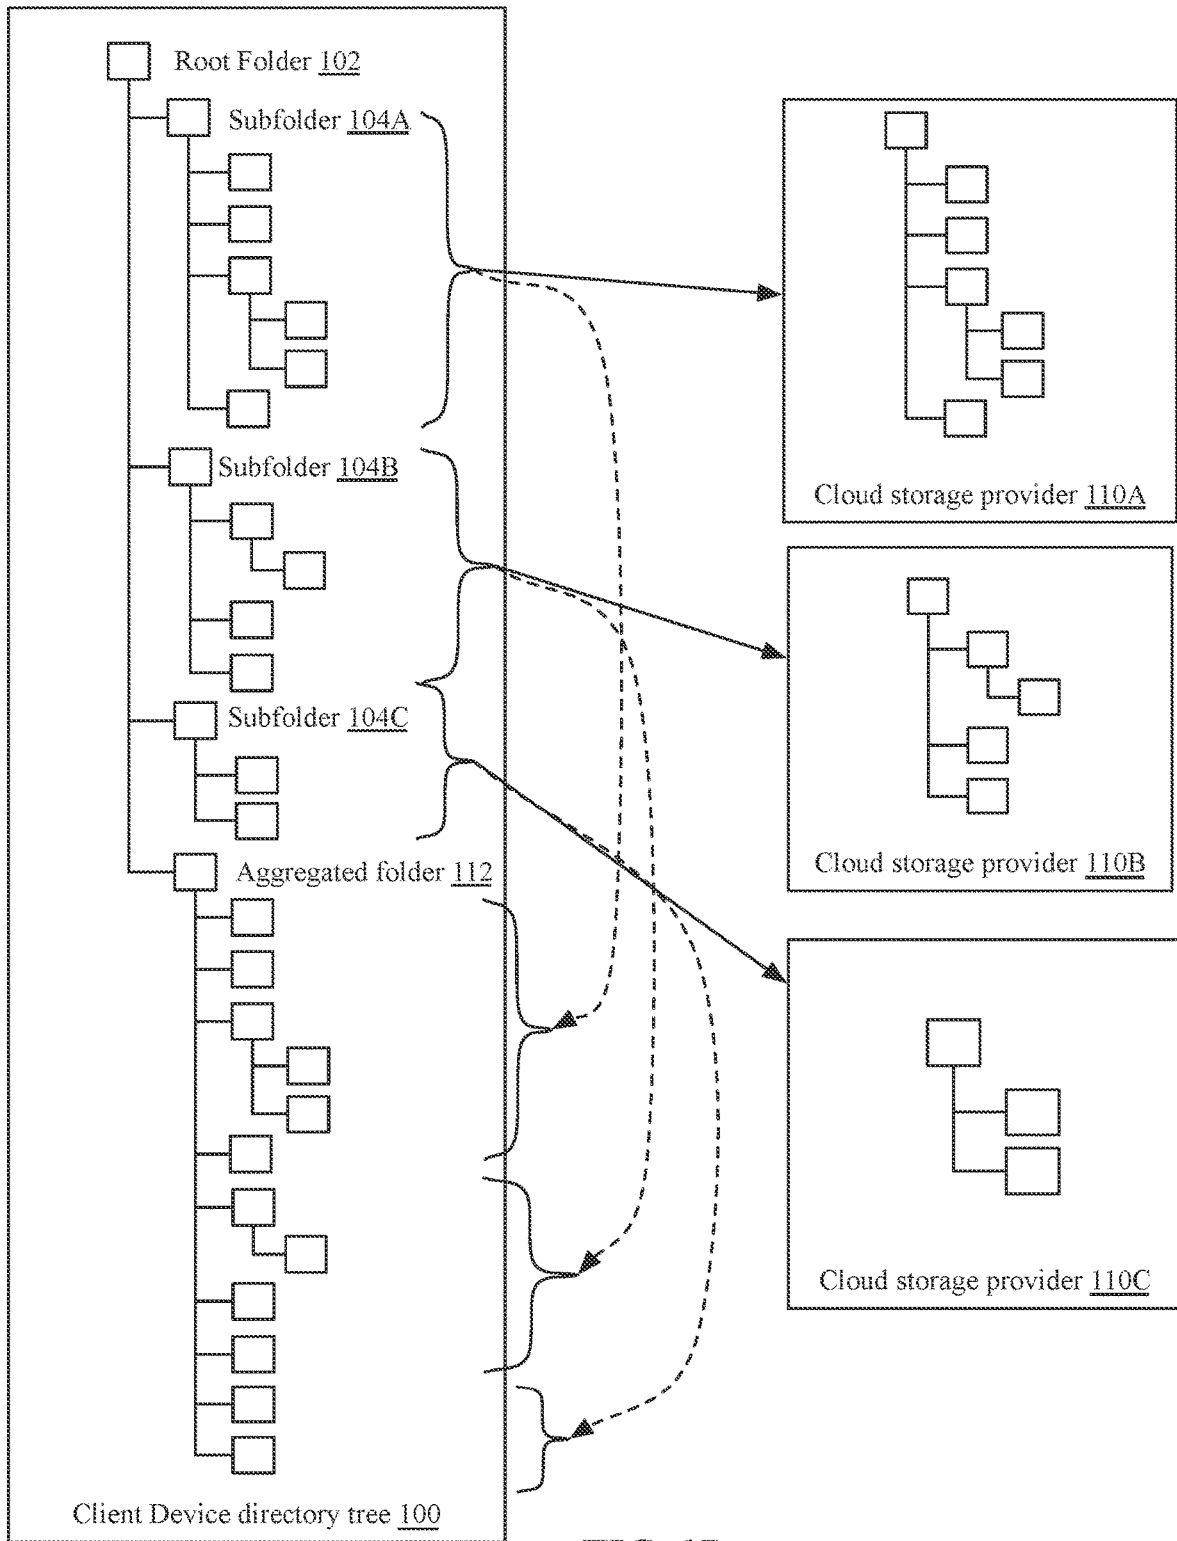 Root Folder 102
Subfolder 104A
Subfolder 104B
Subfolder 104C
Aggregated folder 112
Client Device directory tree 100
Cloud storage provider 110A
Cloud storage provider 110B
Cloud storage provider 110C